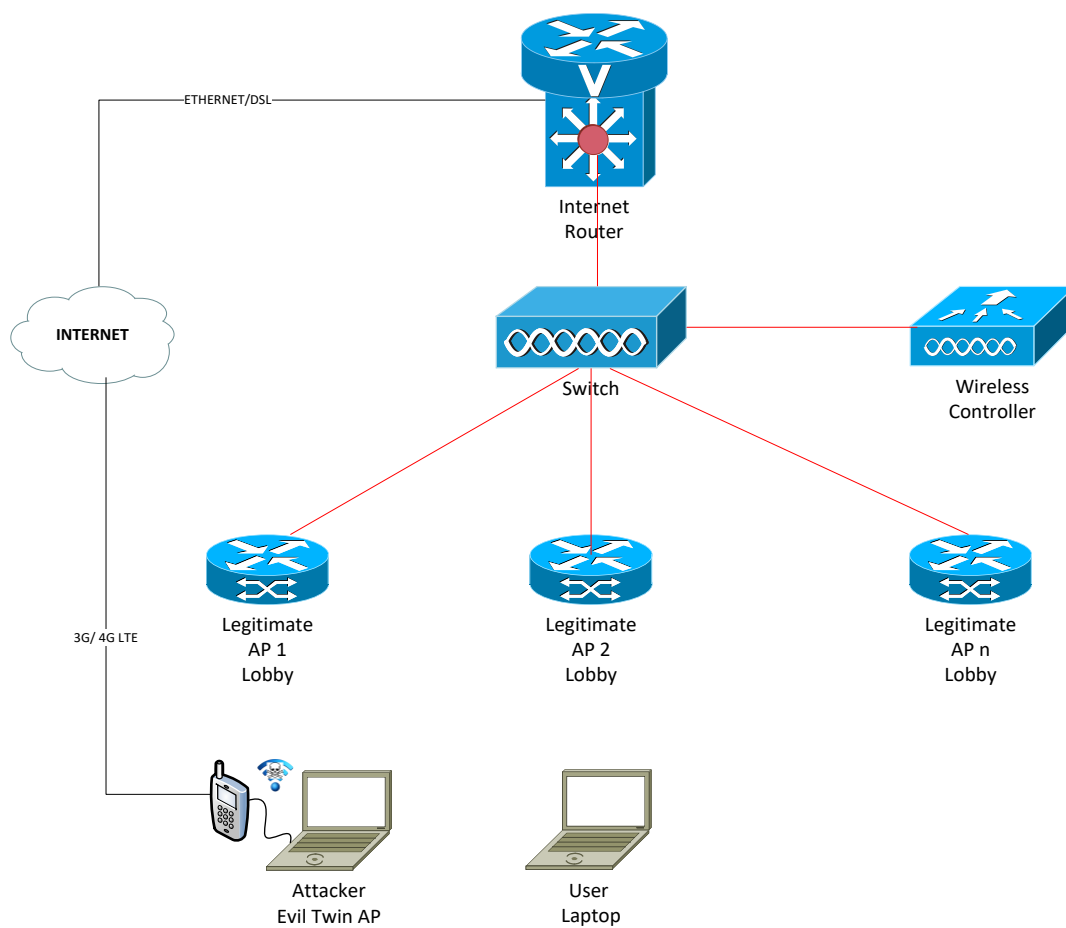 ETHERNET/DSL
Internet
Router
INTERNET
Switch
Wireless
Controller
Legitimate
AP 1
Lobby
Legitimate
AP 2
Lobby
Legitimate
AP n
Lobby
3G/ 4G LTE
Attacker
Evil Twin AP
User
Laptop